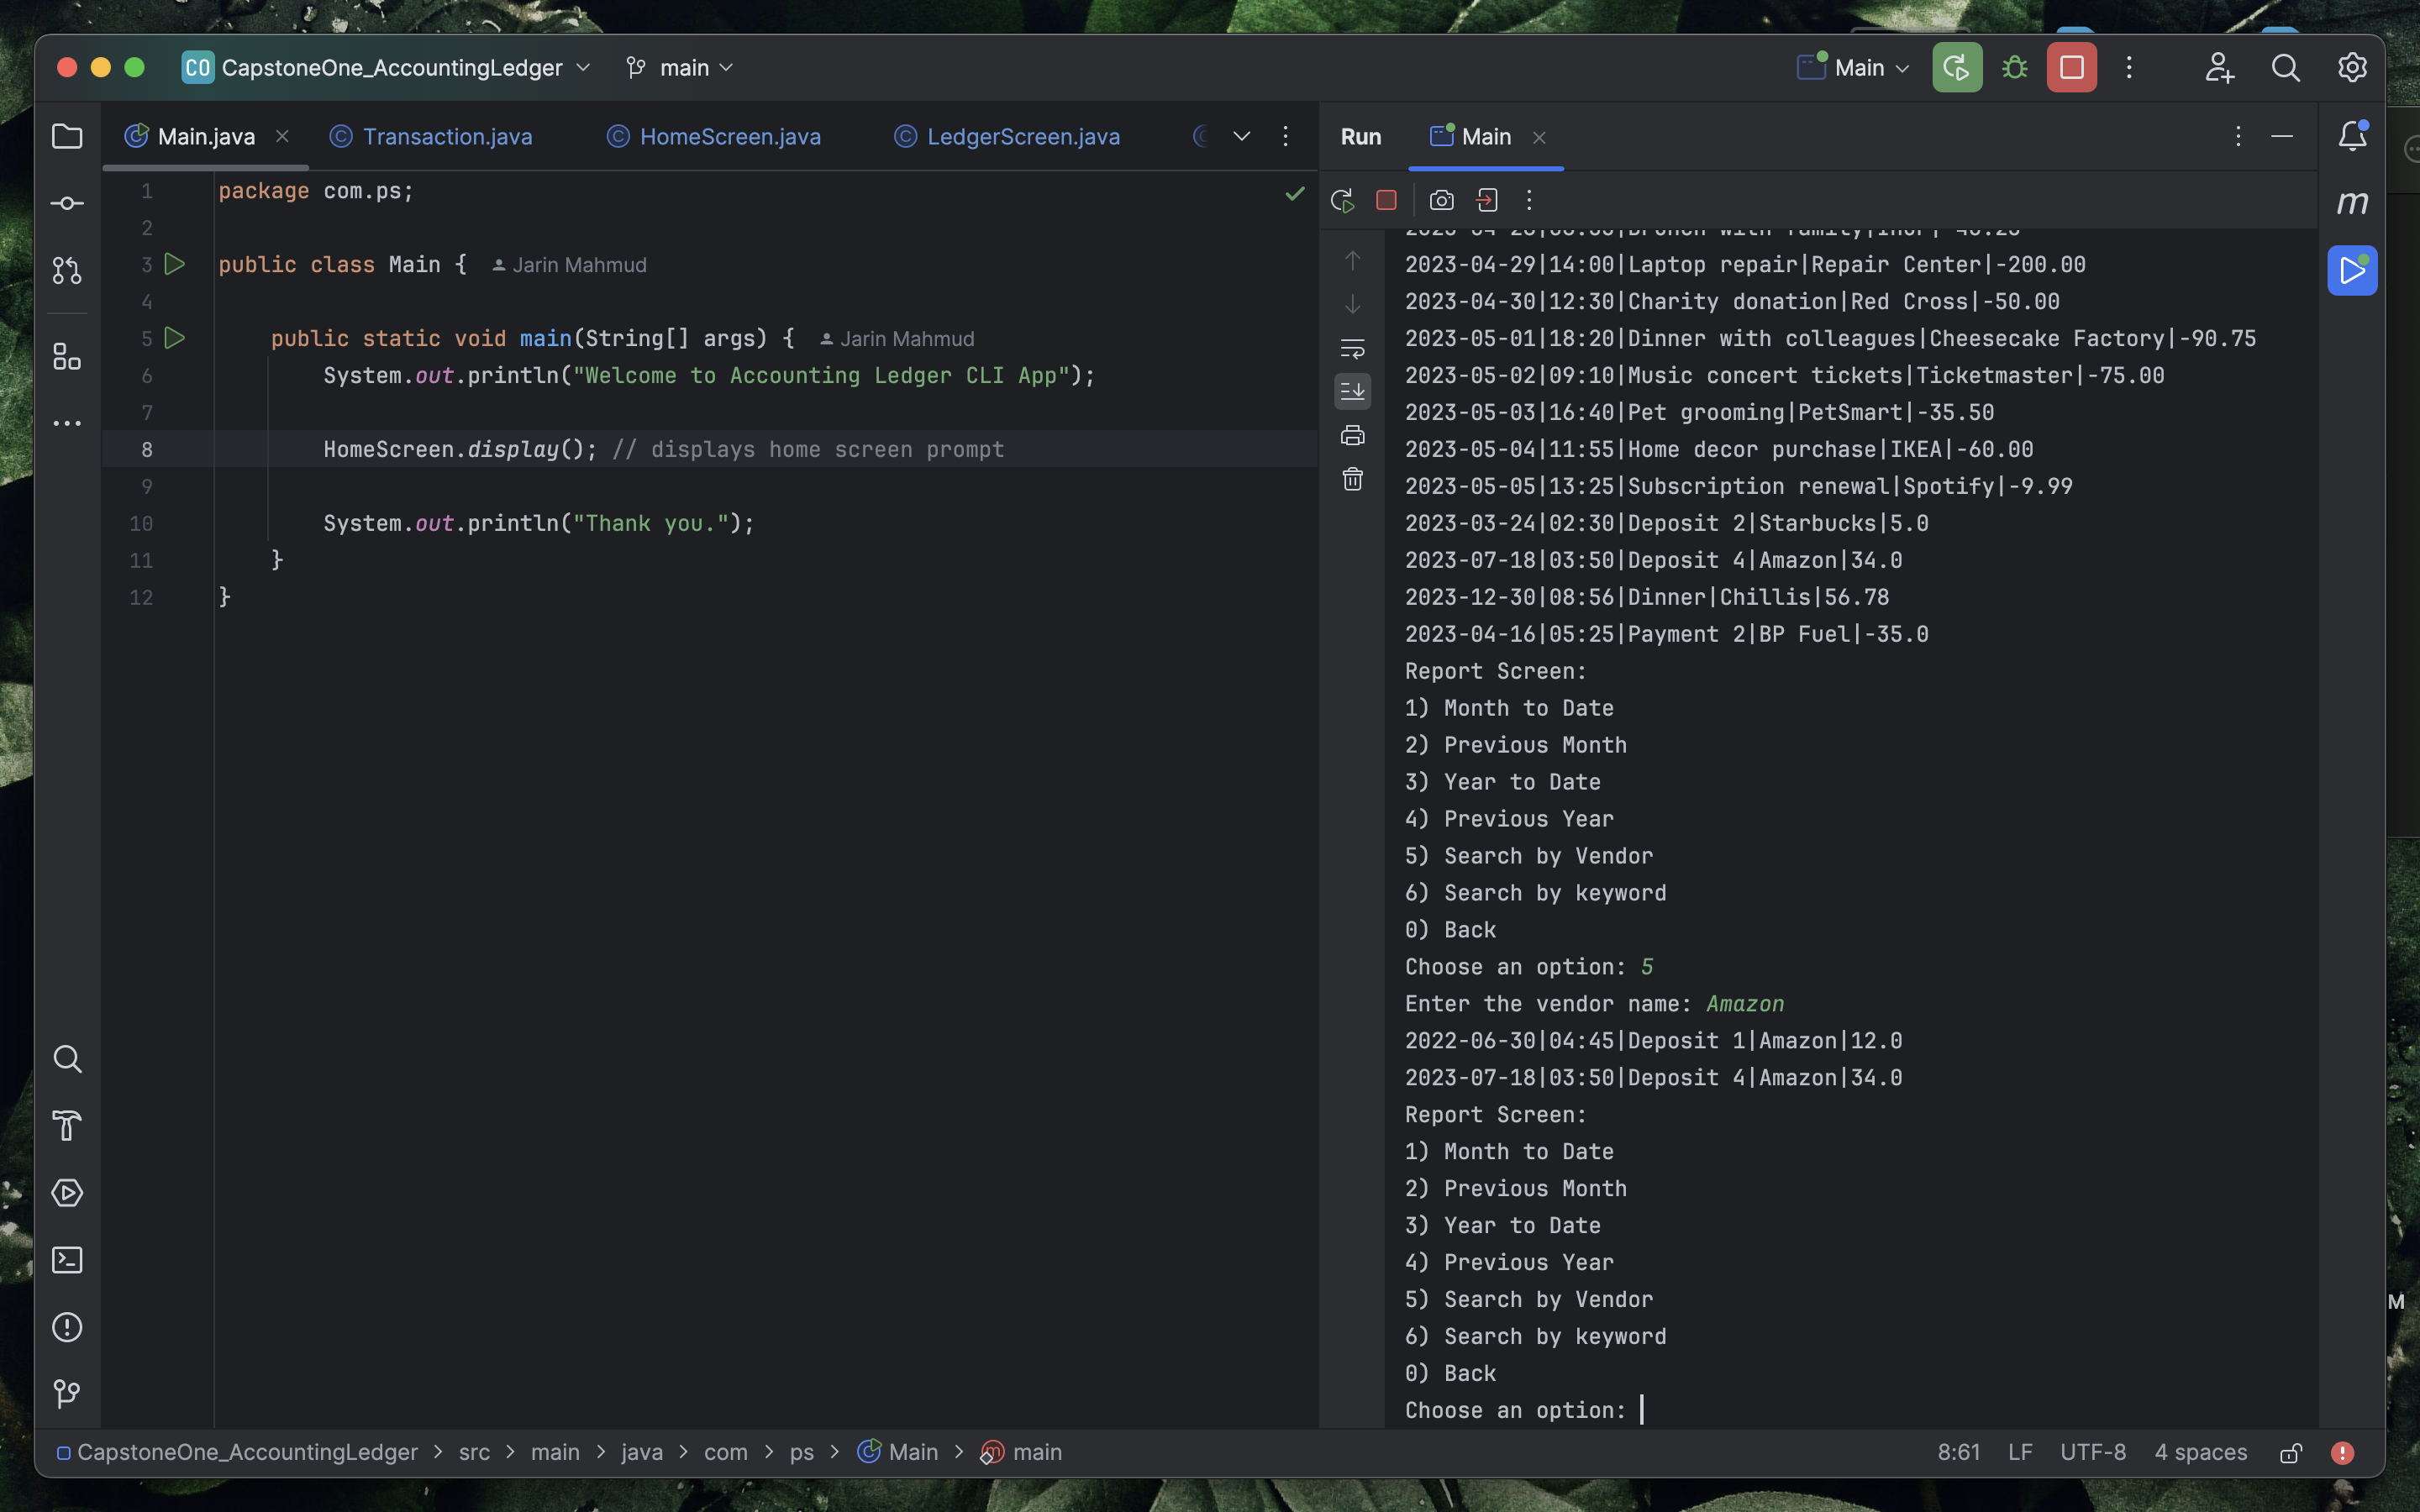 CO CapstoneOne_AccountingLedger main Main
Main.java Transaction.java HomeScreen.java LedgerScreen.java
1 package com.ps;
2
3 public class Main { Jarin Mahmud
4
5 public static void main(String[] args) { Jarin Mahmud
6 System.out.println("Welcome to Accounting Ledger CLI App");
7
8 HomeScreen.display(); // displays home screen prompt
9
10 System.out.println("Thank you.");
11 }
12 }
Run Main
2023-04-29|14:00|Laptop repair|Repair Center|-200.00
2023-04-30|12:30|Charity donation|Red Cross|-50.00
2023-05-01|18:20|Dinner with colleagues|Cheesecake Factory|-90.75
2023-05-02|09:10|Music concert tickets|Ticketmaster|-75.00
2023-05-03|16:40|Pet grooming|PetSmart|-35.50
2023-05-04|11:55|Home decor purchase|IKEA|-60.00
2023-05-05|13:25|Subscription renewal|Spotify|-9.99
2023-03-24|02:30|Deposit 2|Starbucks|5.0
2023-07-18|03:50|Deposit 4|Amazon|34.0
2023-12-30|08:56|Dinner|Chillis|56.78
2023-04-16|05:25|Payment 2|BP Fuel|-35.0
Report Screen:
1) Month to Date
2) Previous Month
3) Year to Date
4) Previous Year
5) Search by Vendor
6) Search by keyword
0) Back
Choose an option: 5
Enter the vendor name: Amazon
2022-06-30|04:45|Deposit 1|Amazon|12.0
2023-07-18|03:50|Deposit 4|Amazon|34.0
Report Screen:
1) Month to Date
2) Previous Month
3) Year to Date
4) Previous Year
5) Search by Vendor
6) Search by keyword
0) Back
Choose an option:
m
M
CapstoneOne_AccountingLedger > src > main > java > com > ps > Main > main
8:61 LF UTF-8 4 spaces